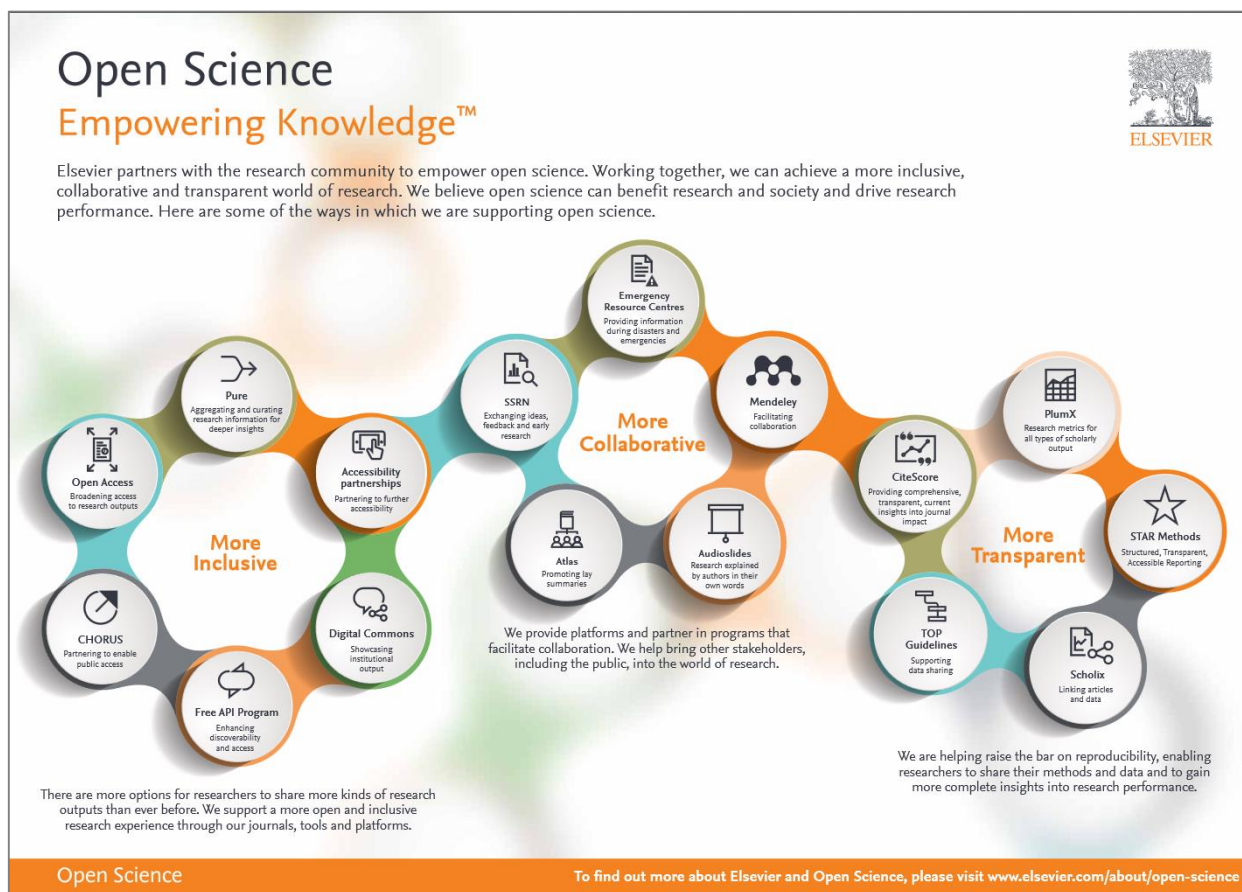 Open Science
Empowering Knowledge™
ELSEVIER
Elsevier partners with the research community to empower open science. Working together, we can achieve a more inclusive,
collaborative and transparent world of research. We believe open science can benefit research and society and drive research
performance. Here are some of the ways in which we are supporting open science.
Pure
Aggregating and curating
research information for
deeper insights
Open Access
Broadening access
to research outputs
Accessibility
partnerships
Partnering to further
accessibility
More
Inclusive
CHORUS
Partnering to enable
public access
Digital Commons
Showcasing
institutional
output
Free API Program
Enhancing
discoverability
and access
There are more options for researchers to share more kinds of research
outputs than ever before. We support a more open and inclusive
research experience through our journals, tools and platforms.
Emergency
Resource Centres
Providing information
during disasters and
emergencies
SSRN
Exchanging ideas,
feedback and early
research
Mendeley
Facilitating
collaboration
More
Collaborative
Atlas
Promoting lay
summaries
Audioslides
Research explained
by authors in their
own words
We provide platforms and partner in programs that
facilitate collaboration. We help bring other stakeholders,
including the public, into the world of research.
PlumX
Research metrics for
all types of scholarly
output
CiteScore
Providing comprehensive,
transparent, current
insights into journal
impact
STAR Methods
Structured, Transparent,
Accessible Reporting
More
Transparent
TOP
Guidelines
Supporting
data sharing
Scholix
Linking articles
and data
We are helping raise the bar on reproducibility, enabling
researchers to share their methods and data and to gain
more complete insights into research performance.
Open Science
To find out more about Elsevier and Open Science, please visit www.elsevier.com/about/open-science